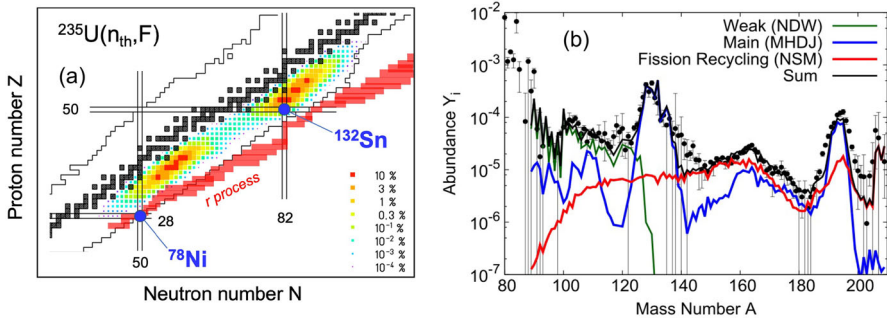 ²³⁵U(nth,F)
(a)
50
¹³²Sn
r process
10 %
3 %
1 %
0.3 %
10⁻¹ %
10⁻² %
10⁻³ %
10⁻⁴ %
28
82
⁷⁸Ni
50
Proton number Z
Neutron number N
(b)
Weak (NDW)
Main (MHDJ)
Fission Recycling (NSM)
Sum
10⁻²
10⁻³
10⁻⁴
10⁻⁵
10⁻⁶
10⁻⁷
Abundance Yi
80 100 120 140 160 180 200
Mass Number A